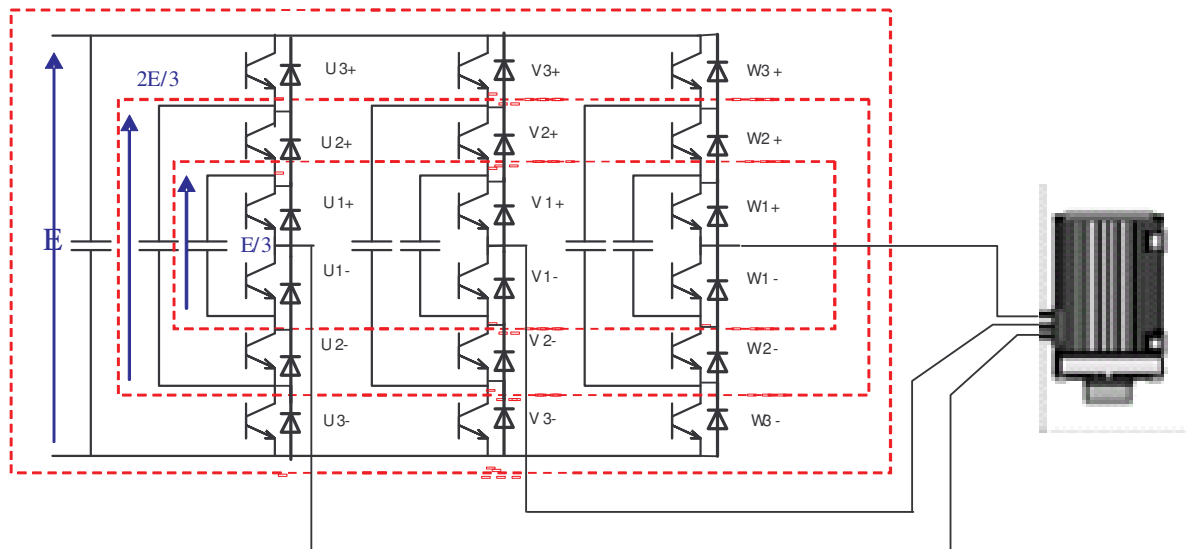 U3+ V3+ W3+
2E/3
U2+ V2+ W2+
U1+ V1+ W1+
E E/3
U1- V1- W1-
U2- V2- W2-
U3- V3- W3-